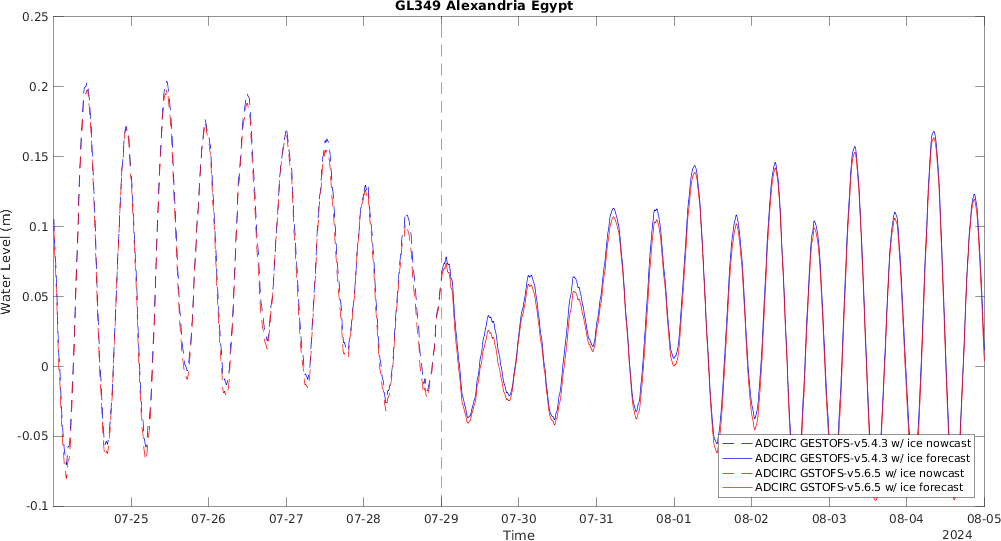 GL349 Alexandria Egypt
0.25
0.2
0.15
0.1
0.05
0
-0.05
-0.1
Water Level (m)
ADCIRC GESTOFS-v5.4.3 w/ ice nowcast
ADCIRC GESTOFS-v5.4.3 w/ ice forecast
ADCIRC GSTOFS-v5.6.5 w/ ice nowcast
ADCIRC GSTOFS-v5.6.5 w/ ice forecast
07-25 07-26 07-27 07-28 07-29 07-30 07-31 08-01 08-02 08-03 08-04 08-05
Time
2024